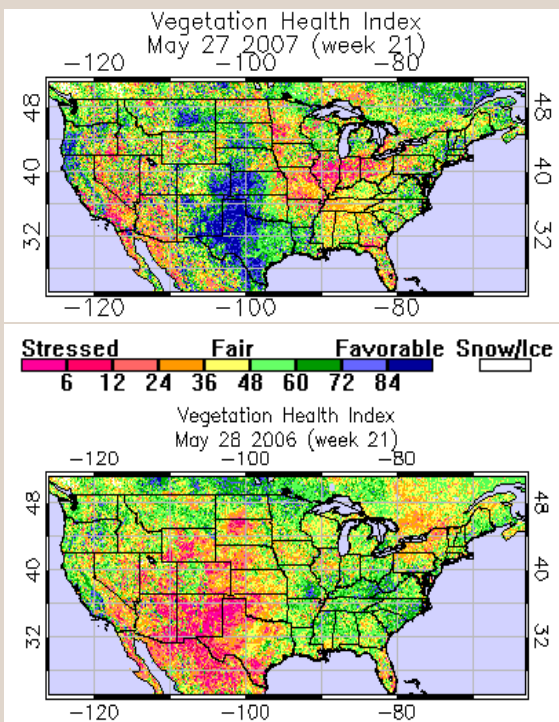 Vegetation Health Index
May 27 2007 (week 21)
−120 −100 −80
48 48
40 40
32 32
−120 −100 −80
Stressed Fair Favorable Snow/Ice
6 12 24 36 48 60 72 84
Vegetation Health Index
May 28 2006 (week 21)
−120 −100 −80
48 48
40 40
32 32
−120 −100 −80